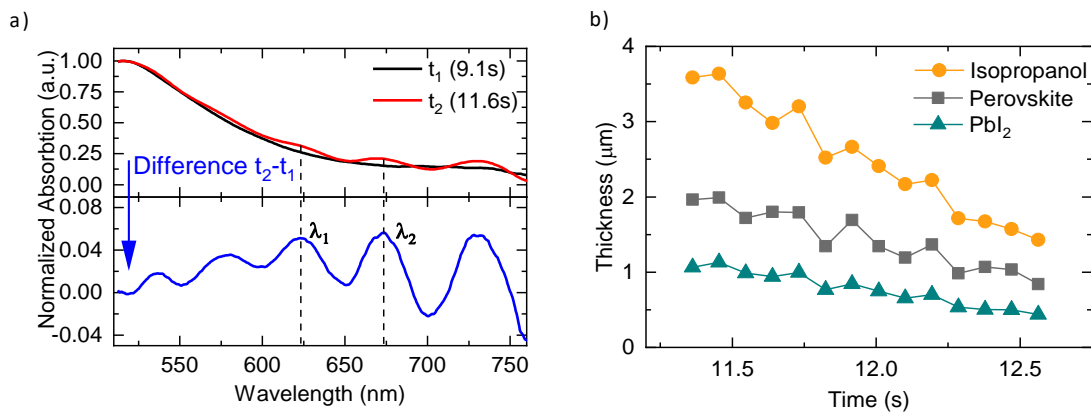 a)
b)
Normalized Absorbtion (a.u.)
1.00
0.75
0.50
0.25
0.00
t₁ (9.1s)
t₂ (11.6s)
Difference t₂-t₁
0.08
0.04
0.00
-0.04
λ₁
λ₂
550
600
650
700
750
Wavelength (nm)
Thickness (µm)
4
3
2
1
0
Isopropanol
Perovskite
PbI₂
11.5
12.0
12.5
Time (s)